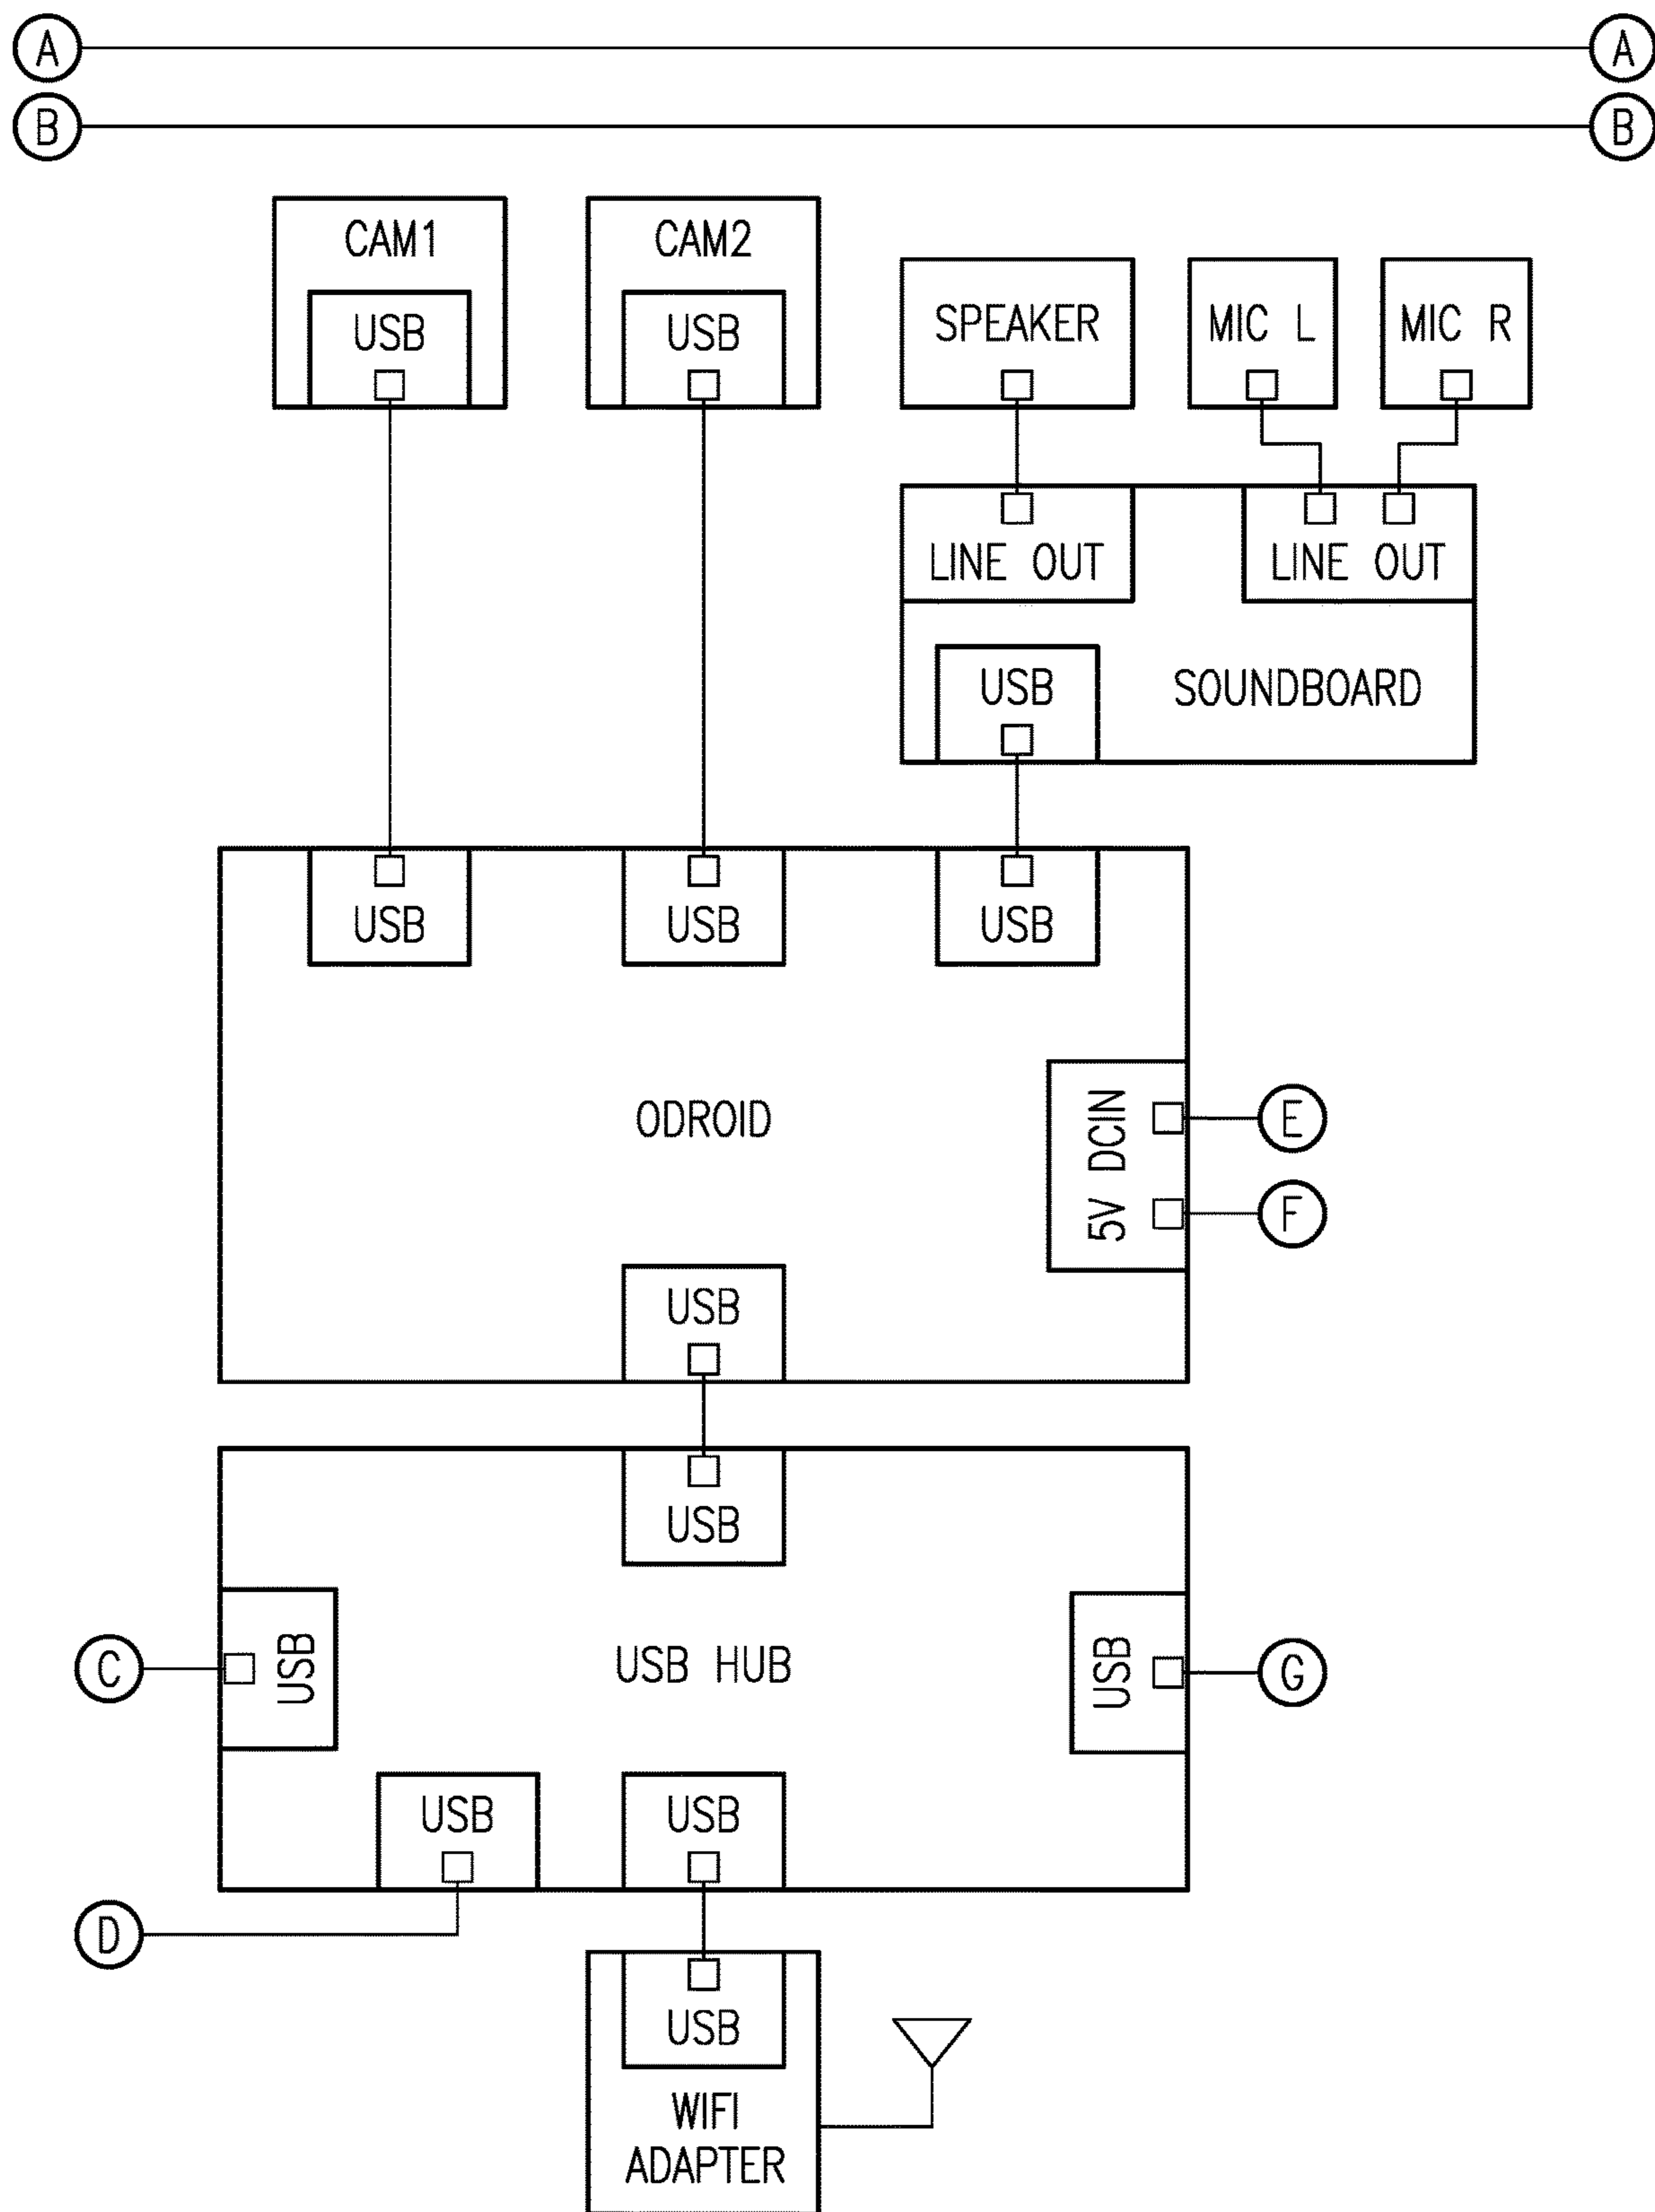 A A
B B
CAM1 CAM2
USB USB SPEAKER MIC L MIC R
LINE OUT LINE OUT
USB SOUNDBOARD
USB USB USB
ODROID 5V DCIN E
F
USB
USB
C USB USB HUB USB G
USB USB
D
USB
WIFI
ADAPTER